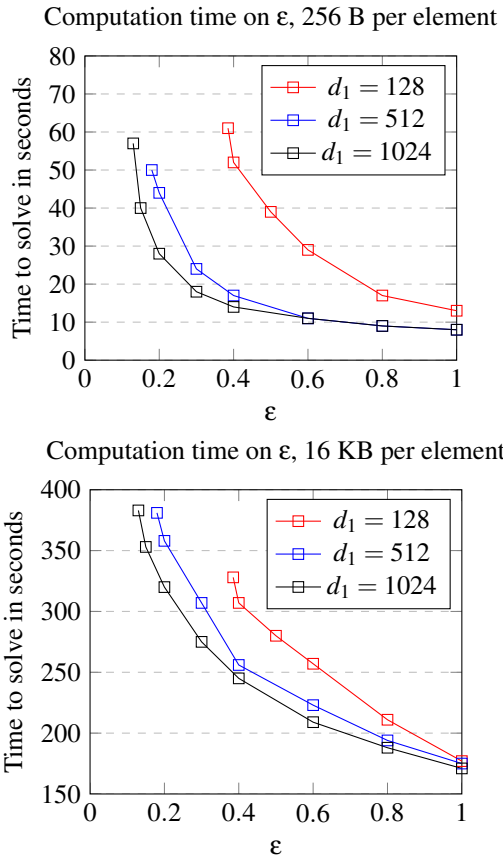 Computation time on ε, 256 B per element
80
70
60
50
40
30
20
10
0
Time to solve in seconds
d₁ = 128
d₁ = 512
d₁ = 1024
0.2 0.4 0.6 0.8 1
ε
Computation time on ε, 16 KB per element
400
350
300
250
200
150
Time to solve in seconds
d₁ = 128
d₁ = 512
d₁ = 1024
0 0.2 0.4 0.6 0.8 1
ε